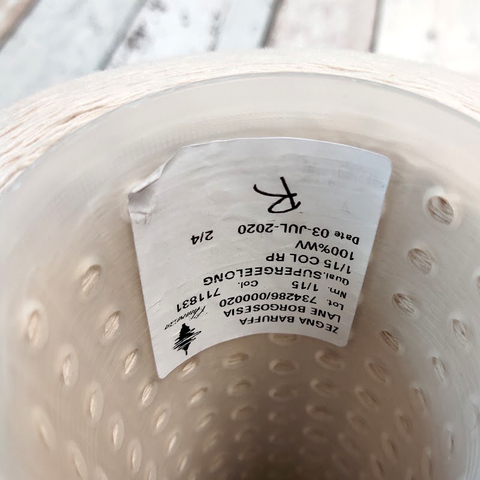 ZEGNA BARUFFA
LANE BORGOSESIA
Lot. 734286/000020
Nm. 1/15 Col. 711831
Qual.SUPERGEELONG
1/15 COL RP
100%WV
Date 03-JUL-2020 2/4
R